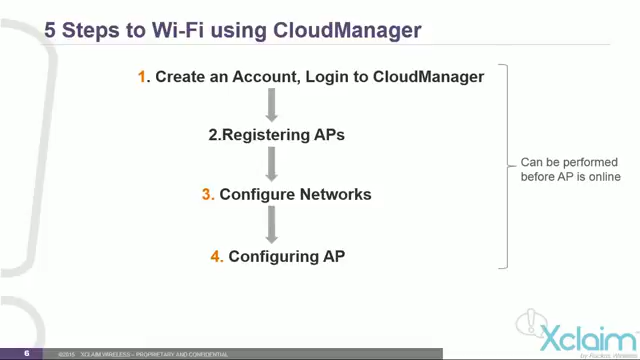 5 Steps to Wi-Fi using CloudManager
1. Create an Account, Login to CloudManager
2.Registering APs
3. Configure Networks
4. Configuring AP
Can be performed
before AP is online
6
©2015 XCLAIM WIRELESS – PROPRIETARY AND CONFIDENTIAL
Xclaim
by Ruckus Wireless